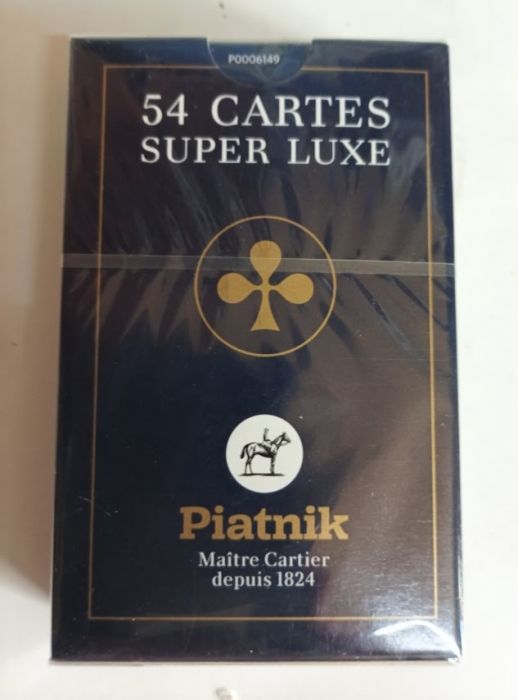 P0006149
54 CARTES
SUPER LUXE
Piatnik
Maître Cartier
depuis 1824